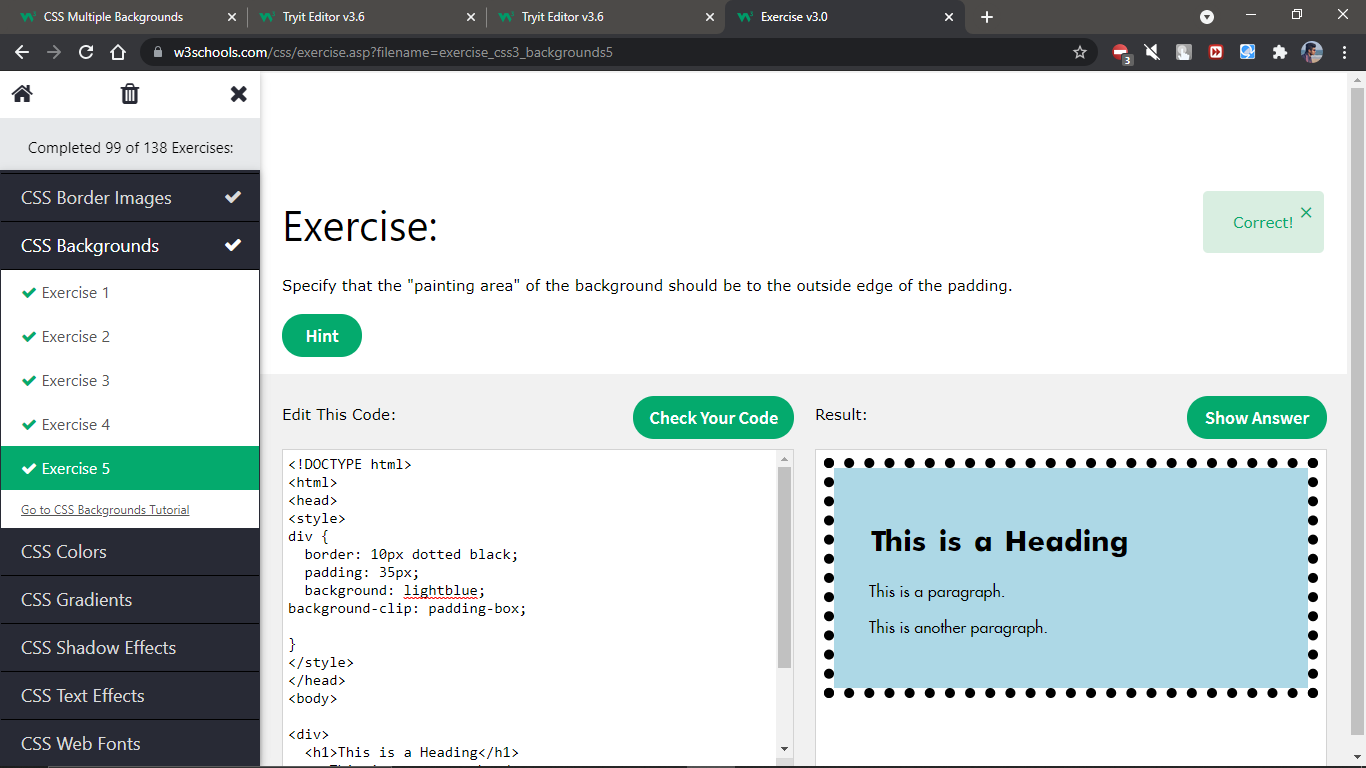 CSS Multiple Backgrounds
Tryit Editor v3.6
Tryit Editor v3.6
Exercise v3.0
w3schools.com/css/exercise.asp?filename=exercise_css3_backgrounds5
3
Completed 99 of 138 Exercises:
CSS Border Images
CSS Backgrounds
Exercise 1
Exercise 2
Exercise 3
Exercise 4
Exercise 5
Go to CSS Backgrounds Tutorial
CSS Colors
CSS Gradients
CSS Shadow Effects
CSS Text Effects
CSS Web Fonts
Exercise:
Correct!
Specify that the "painting area" of the background should be to the outside edge of the padding.
Hint
Edit This Code:
Check Your Code
<!DOCTYPE html>
<html>
<head>
<style>
div {
border: 10px dotted black;
padding: 35px;
background: lightblue;
background-clip: padding-box;
}
</style>
</head>
<body>
<div>
<h1>This is a Heading</h1>
Result:
Show Answer
This is a Heading
This is a paragraph.
This is another paragraph.